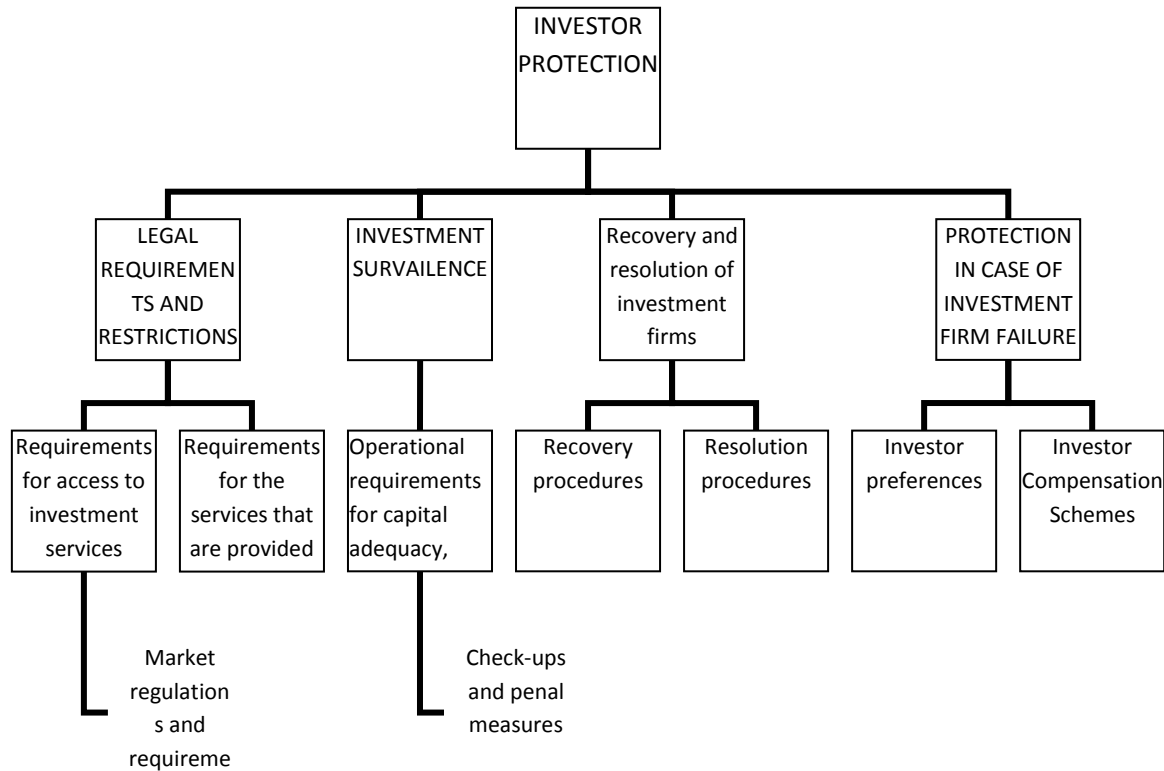 INVESTOR
PROTECTION
LEGAL
REQUIREMEN
TS AND
RESTRICTIONS
INVESTMENT
SURVAILENCE
Recovery and
resolution of
investment
firms
PROTECTION
IN CASE OF
INVESTMENT
FIRM FAILURE
Requirements
for access to
investment
services
Requirements
for the
services that
are provided
Operational
requirements
for capital
adequacy,
Recovery
procedures
Resolution
procedures
Investor
preferences
Investor
Compensation
Schemes
Market
regulation
s and
requireme
Check-ups
and penal
measures